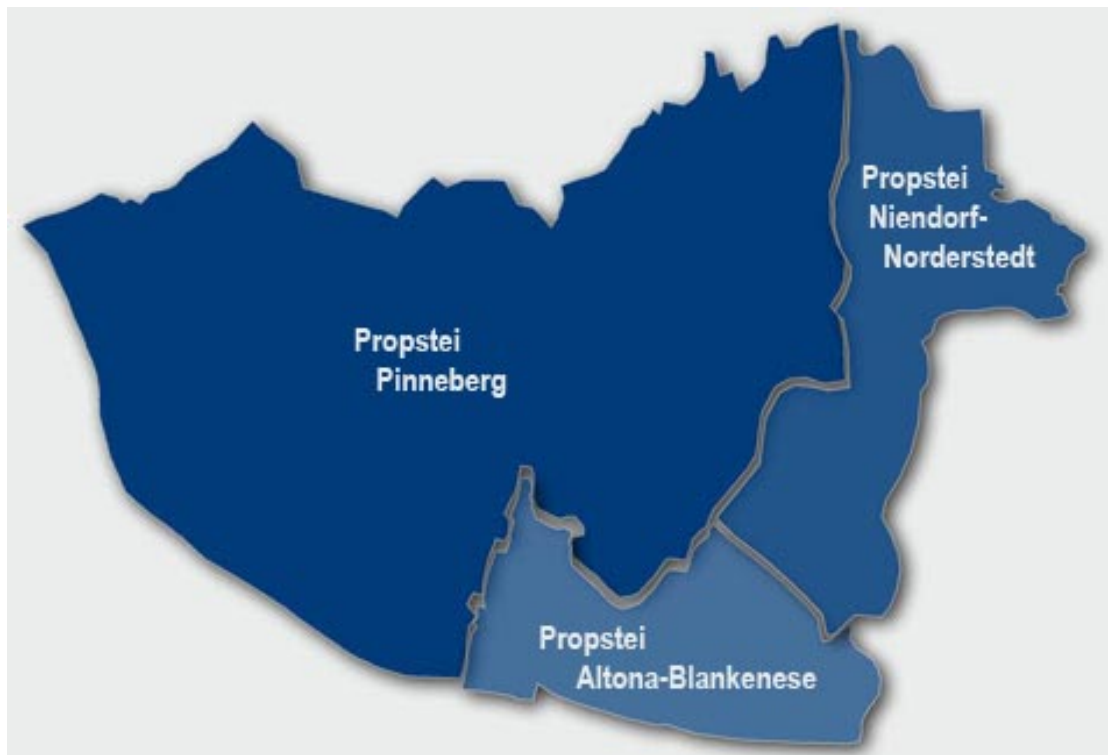 Propstei
Niendorf-
Norderstedt
Propstei
Pinneberg
Propstei
Altona-Blankenese